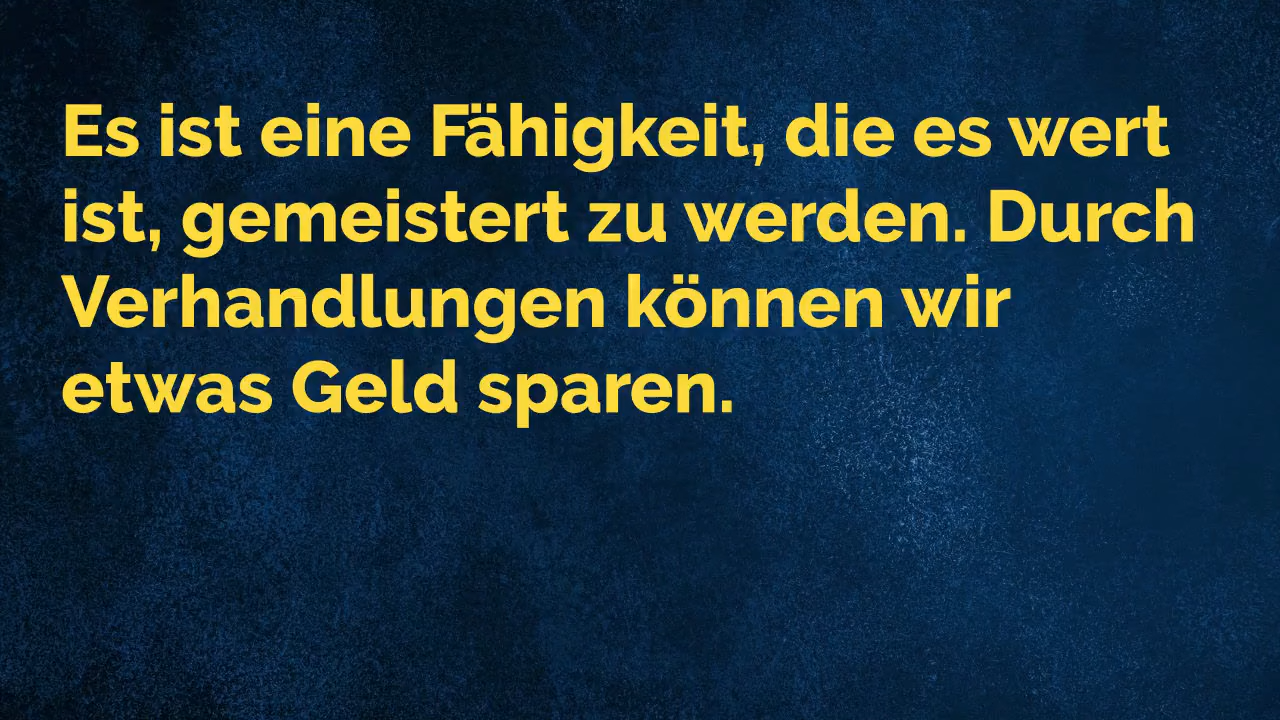 Es ist eine Fähigkeit, die es wert
ist, gemeistert zu werden. Durch
Verhandlungen können wir
etwas Geld sparen.